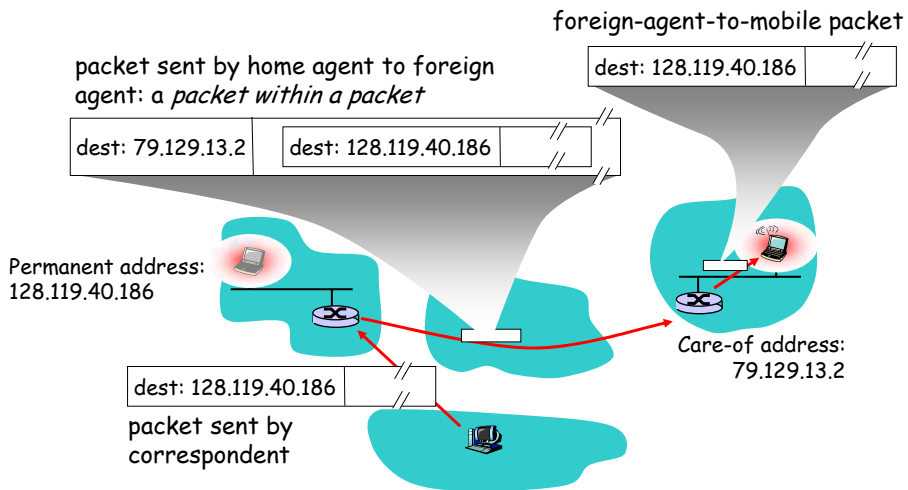 foreign-agent-to-mobile packet
dest: 128.119.40.186
packet sent by home agent to foreign
agent: a packet within a packet
dest: 79.129.13.2
dest: 128.119.40.186
Permanent address:
128.119.40.186
Care-of address:
79.129.13.2
dest: 128.119.40.186
packet sent by
correspondent